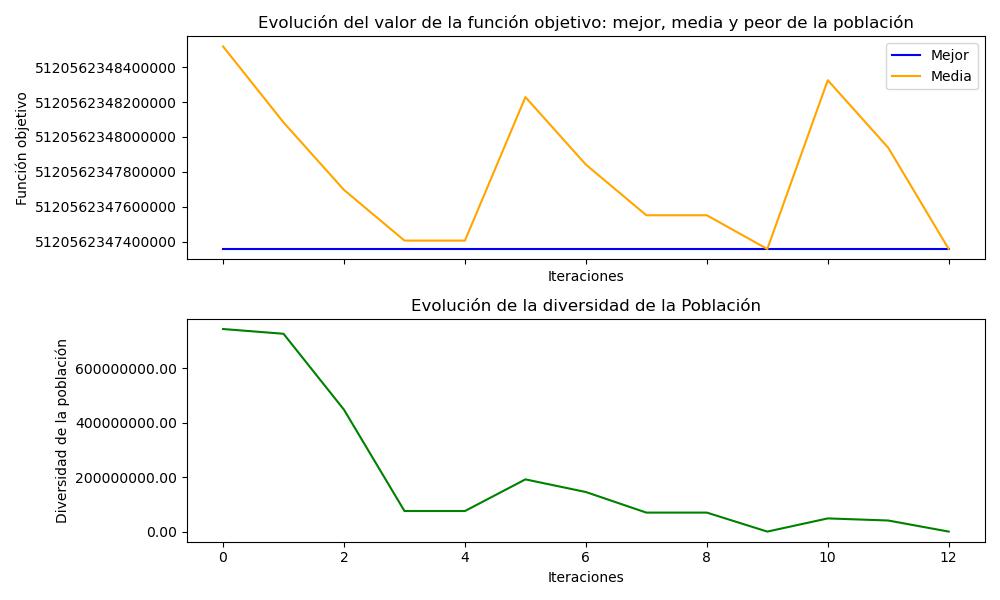 Evolución del valor de la función objetivo: mejor, media y peor de la población
Función objetivo
5120562348400000
5120562348200000
5120562348000000
5120562347800000
5120562347600000
5120562347400000
Mejor
Media
Iteraciones
Evolución de la diversidad de la Población
Diversidad de la población
600000000.00
400000000.00
200000000.00
0.00
0 2 4 6 8 10 12
Iteraciones